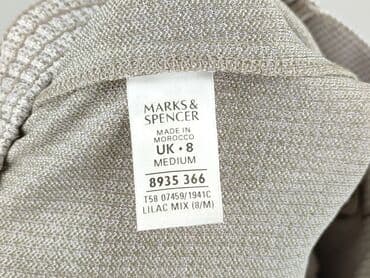 MARKS &
SPENCER
MADE IN
MOROCCO
UK • 8
MEDIUM
8935 366
T58 07459/1941C
LILAC MIX (8/M)